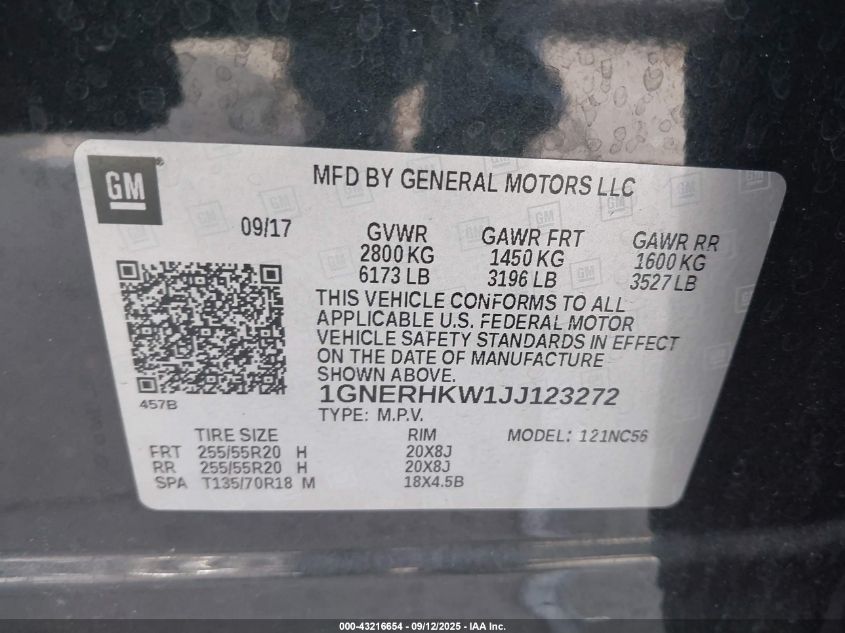 GM
MFD BY GENERAL MOTORS LLC
09/17
GVWR GAWR FRT GAWR RR
2800 KG 1450 KG 1600 KG
6173 LB 3196 LB 3527 LB
THIS VEHICLE CONFORMS TO ALL
APPLICABLE U.S. FEDERAL MOTOR
VEHICLE SAFETY STANDARDS IN EFFECT
ON THE DATE OF MANUFACTURE
SHOWN ABOVE.
1GNERHKW1JJ123272
457B
TYPE: M.P.V.
TIRE SIZE RIM MODEL: 121NC56
FRT 255/55R20 H 20X8J
RR 255/55R20 H 20X8J
SPA T135/70R18 M 18X4.5B
000-43216654 - 09/12/2025 - IAA Inc.